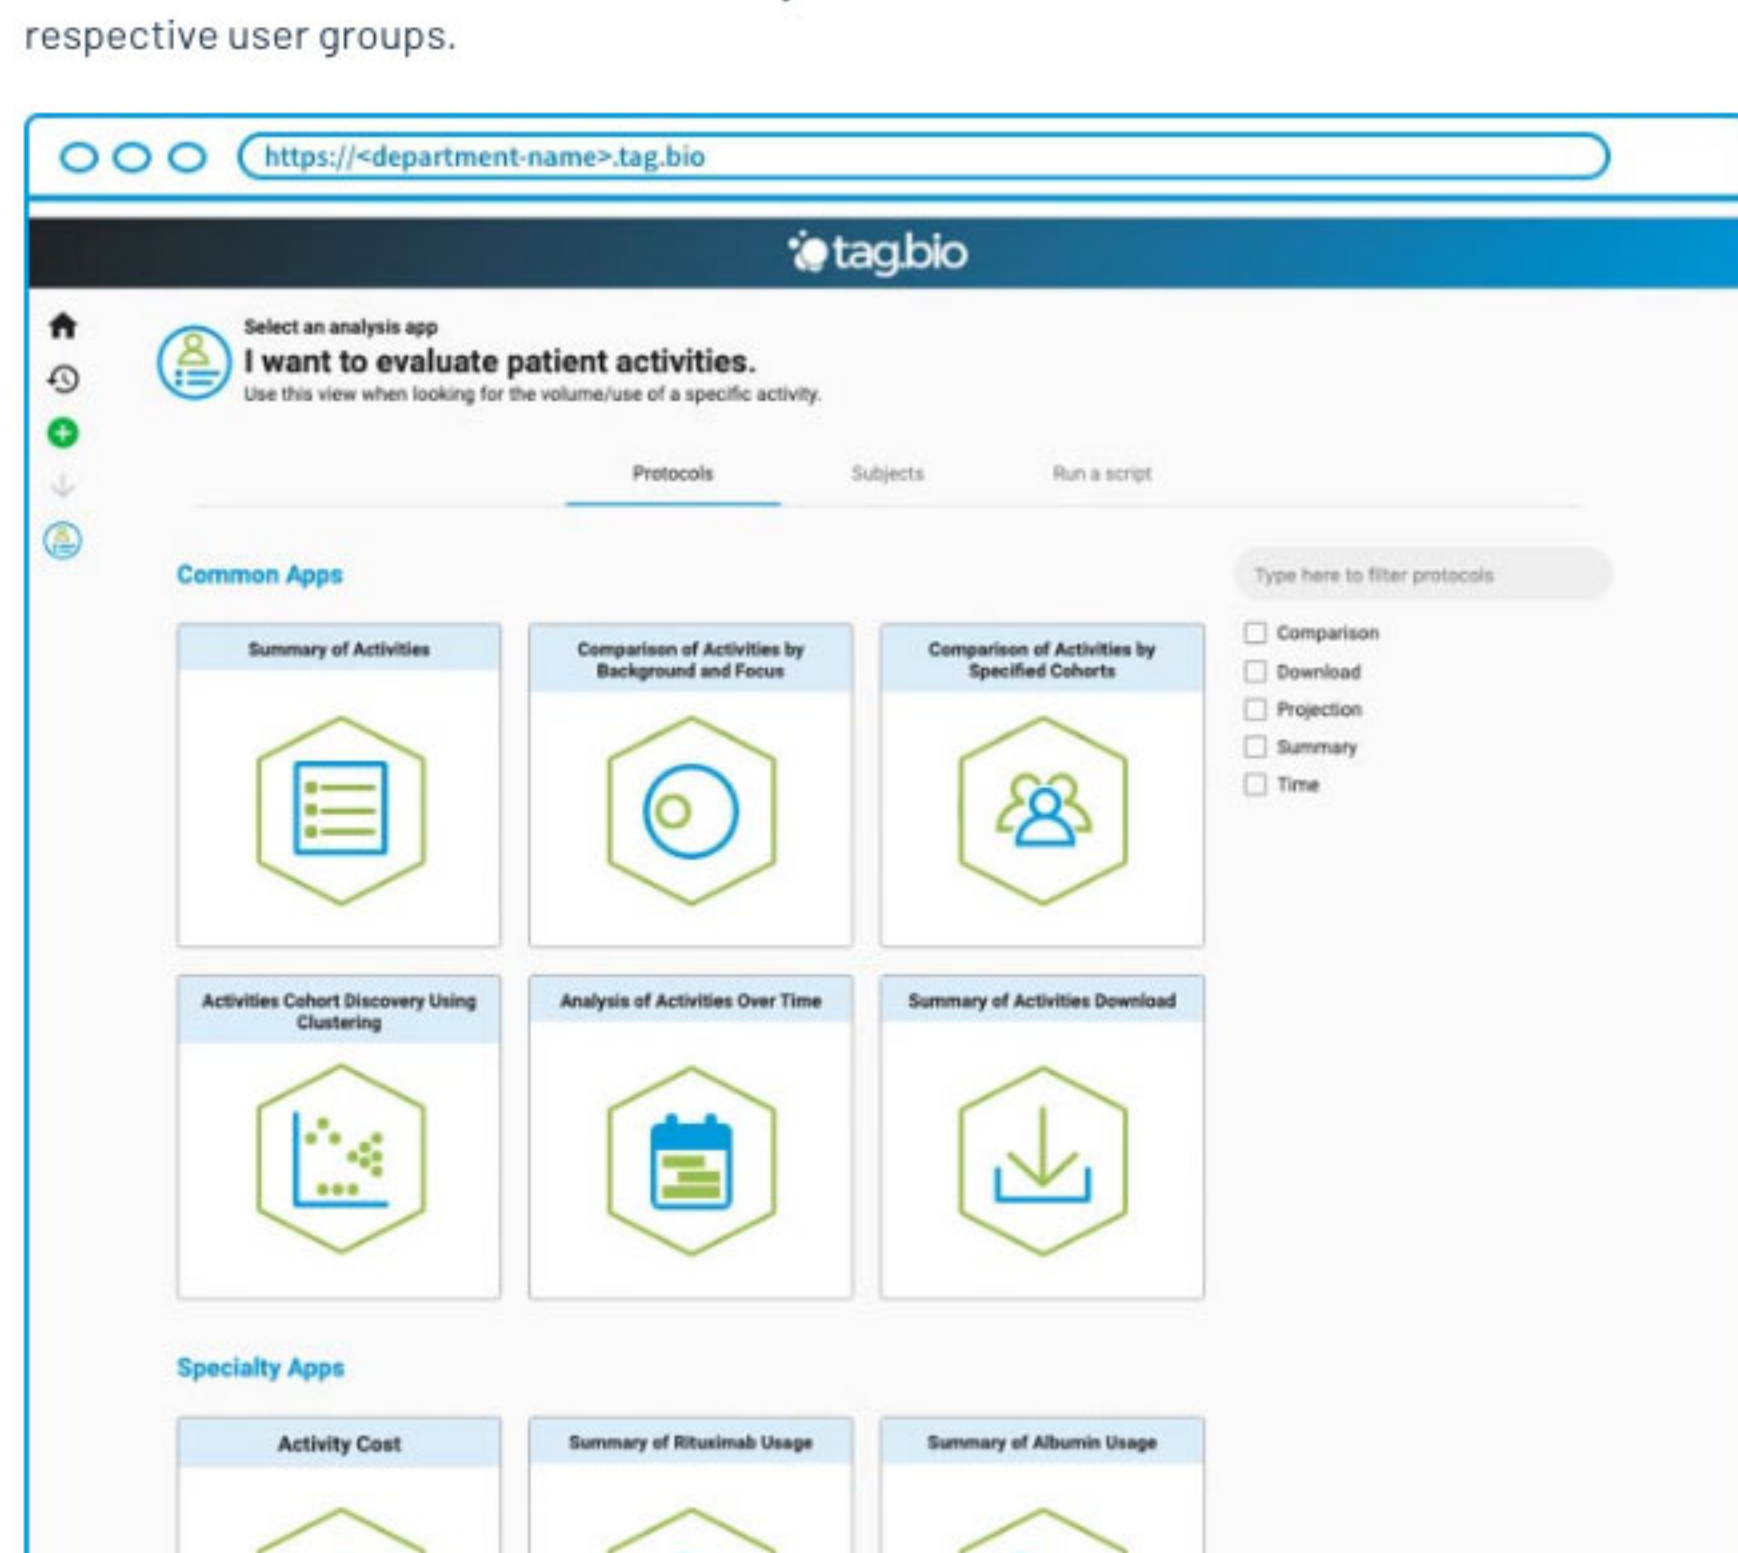 respective user groups.
https://<department-name>.tag.bio
tag.bio
Select an analysis app
I want to evaluate patient activities.
Use this view when looking for the volume/use of a specific activity.
Protocols
Subjects
Run a script
Common Apps
Type here to filter protocols
Summary of Activities
Comparison of Activities by
Background and Focus
Comparison of Activities by
Specified Cohorts
Comparison
Download
Projection
Summary
Time
Activities Cohort Discovery Using
Clustering
Analysis of Activities Over Time
Summary of Activities Download
Specialty Apps
Activity Cost
Summary of Rituximab Usage
Summary of Albumin Usage